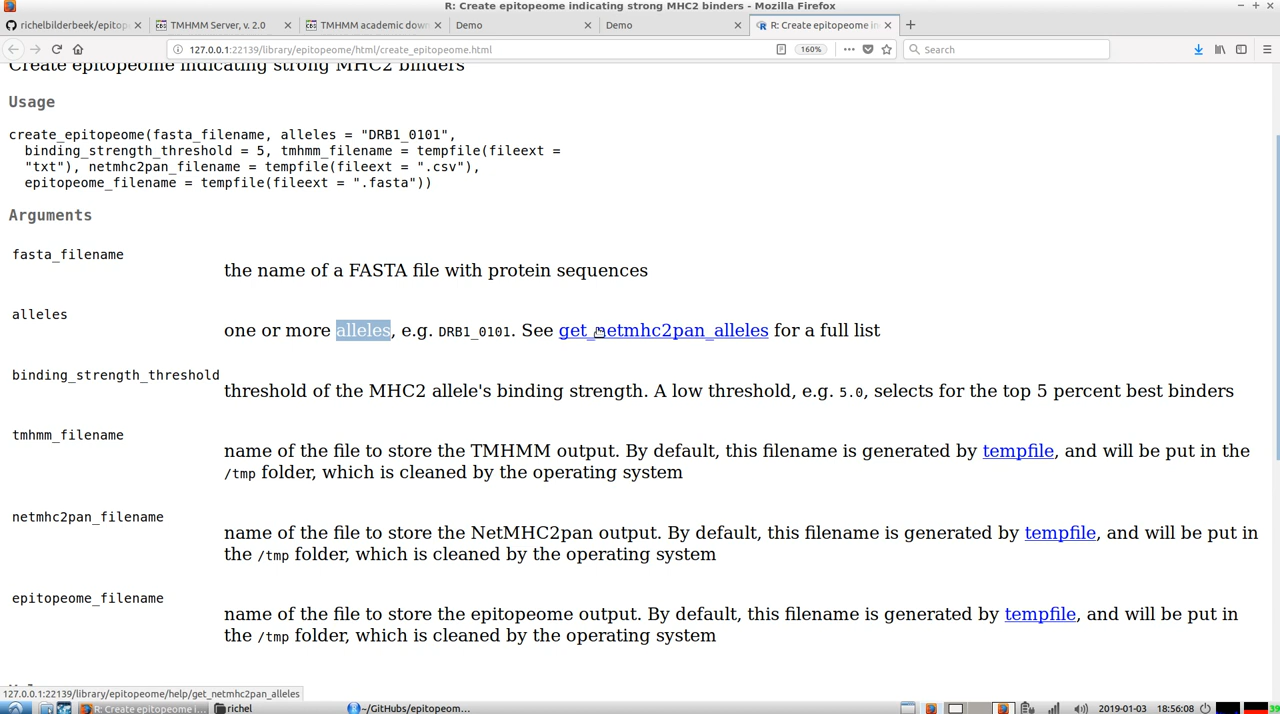 R: Create epitopeome indicating strong MHC2 binders - Mozilla Firefox
richelbilderbeek/epitop
TMHMM Server, v. 2.0
TMHMM academic dow
Demo
Demo
R: Create epitopeome in
127.0.0.1:22139/library/epitopeome/html/create_epitopeome.html
160%
Search
Create epitopeome indicating strong MHC2 binders
Usage
create_epitopeome(fasta_filename, alleles = "DRB1_0101",
binding_strength_threshold = 5, tmhmm_filename = tempfile(fileext =
"txt"), netmhc2pan_filename = tempfile(fileext = ".csv"),
epitopeome_filename = tempfile(fileext = ".fasta"))
Arguments
fasta_filename
the name of a FASTA file with protein sequences
alleles
one or more alleles, e.g. DRB1_0101. See get_netmhc2pan_alleles for a full list
binding_strength_threshold
threshold of the MHC2 allele's binding strength. A low threshold, e.g. 5.0, selects for the top 5 percent best binders
tmhmm_filename
name of the file to store the TMHMM output. By default, this filename is generated by tempfile, and will be put in the
/tmp folder, which is cleaned by the operating system
netmhc2pan_filename
name of the file to store the NetMHC2pan output. By default, this filename is generated by tempfile, and will be put in
the /tmp folder, which is cleaned by the operating system
epitopeome_filename
name of the file to store the epitopeome output. By default, this filename is generated by tempfile, and will be put in
the /tmp folder, which is cleaned by the operating system
127.0.0.1:22139/library/epitopeome/help/get_netmhc2pan_alleles
R: Create epitopeome i...
richel
~/GitHubs/epitopeom...
2019-01-03
18:56:08
39